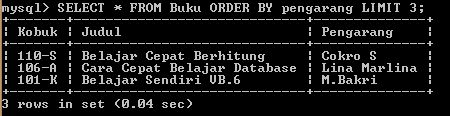 mysql> SELECT * FROM Buku ORDER BY pengarang LIMIT 3;
+-------+-----------------------------+--------------+
| Kobuk | Judul | Pengarang |
+-------+-----------------------------+--------------+
| 110-S | Belajar Cepat Berhitung | Cokro S |
| 106-A | Cara Cepat Belajar Database | Lina Marlina |
| 101-K | Belajar Sendiri VB.6 | M.Bakri |
+-------+-----------------------------+--------------+
3 rows in set (0.04 sec)